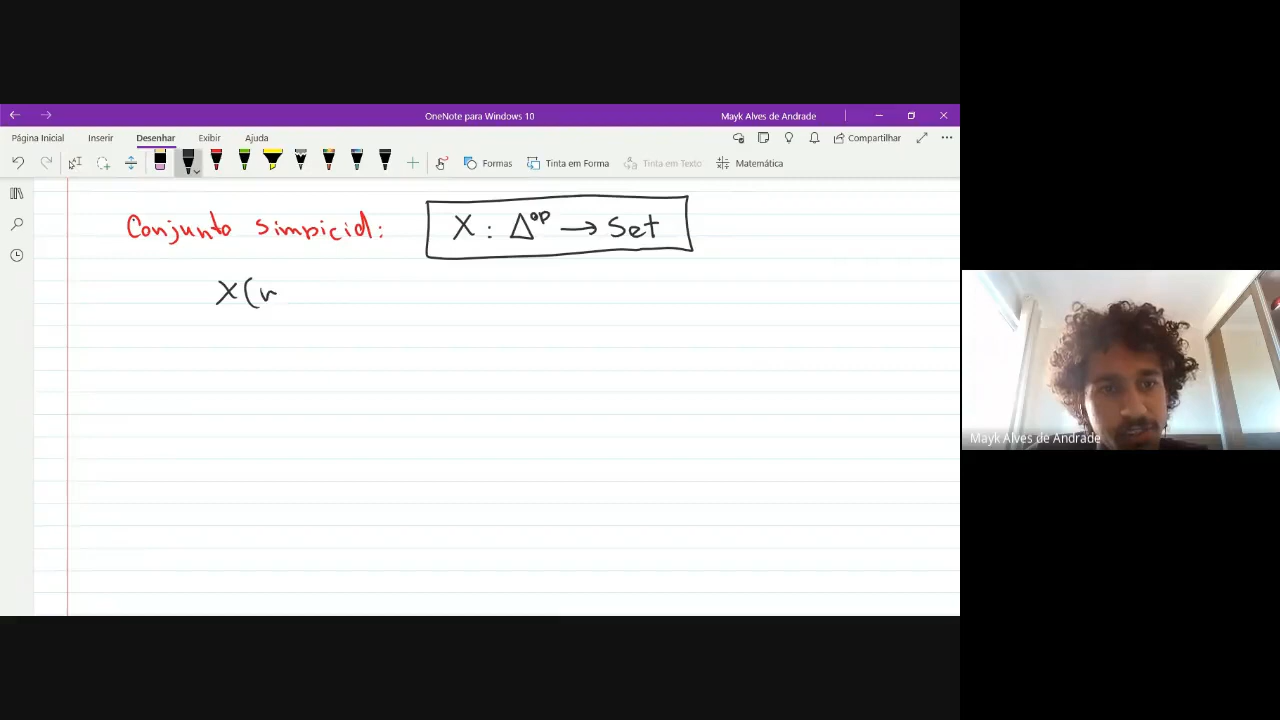 OneNote para Windows 10
Mayk Alves de Andrade
Página Inicial Inserir Desenhar Exibir Ajuda
Compartilhar
Formas Tinta em Forma Tinta em Texto Matemática
Conjunto simpicial: X : Δ^op → Set
X(n
Mayk Alves de Andrade